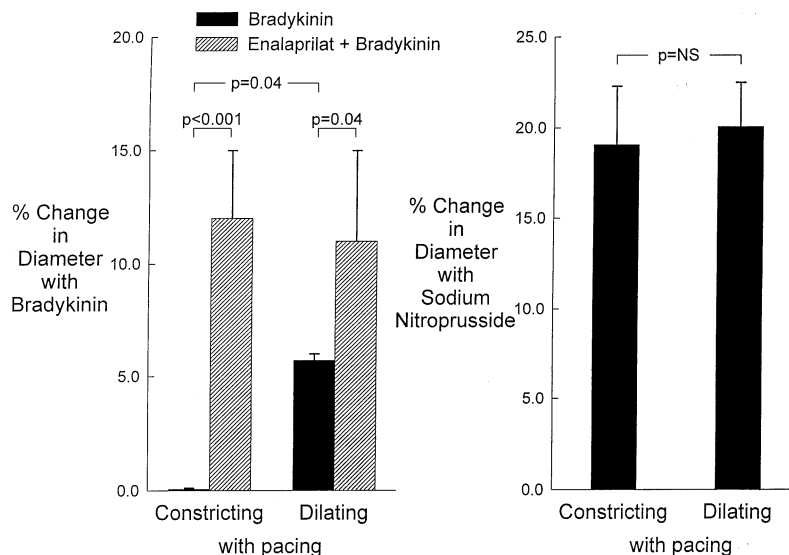 Bradykinin
Enalaprilat + Bradykinin
20.0
15.0
10.0
5.0
0.0
% Change
in
Diameter
with
Bradykinin
p=0.04
p<0.001
p=0.04
Constricting
Dilating
with pacing
25.0
20.0
15.0
10.0
5.0
0.0
% Change
in
Diameter
with
Sodium
Nitroprusside
p=NS
Constricting
Dilating
with pacing